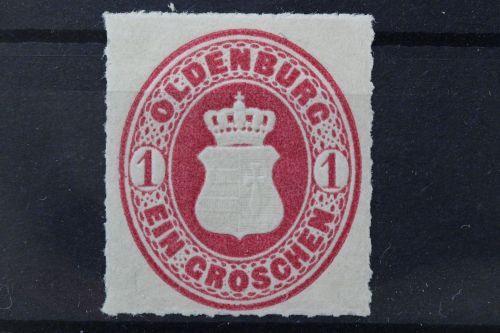 OLDENBURG
1 1
EIN GROSCHEN